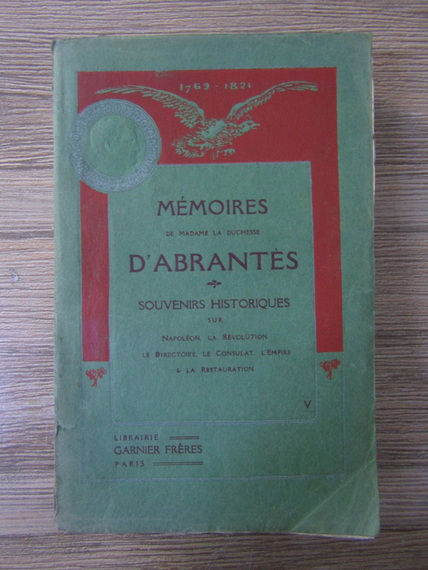 1769 - 1821
MÉMOIRES
DE MADAME LA DUCHESSE
D'ABRANTÈS
SOUVENIRS HISTORIQUES
SUR
NAPOLÉON, LA RÉVOLUTION
LE DIRECTOIRE, LE CONSULAT, L'EMPIRE
& LA RESTAURATION
V
LIBRAIRIE
GARNIER FRÈRES
PARIS